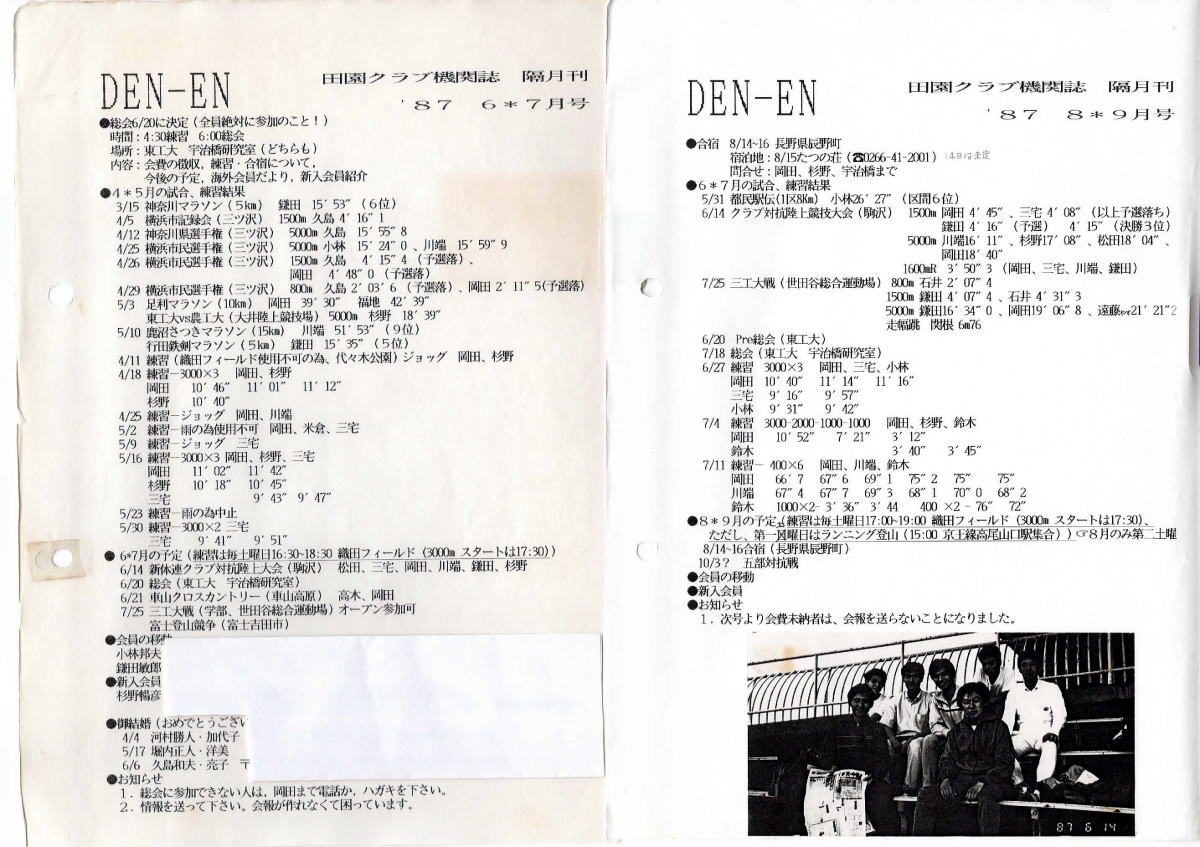 DEN-EN
田園クラブ機関誌 隔月刊
'87 6*7月号
●総会6/20に決定(全員絶対に参加のこと!)
時間:4:30練習 6:00総会
場所:東工大 宇治橋研究室(どちらも)
内容:会費の徴収,練習・合宿について,
今後の予定,海外会員だより,新入会員紹介
●4*5月の試合、練習結果
3/15 神奈川マラソン(5km) 鎌田 15'53"(6位)
4/5 横浜市記録会(三ツ沢) 1500m 久島 4'16"1
4/12 神奈川県選手権(三ツ沢) 5000m 久島 15'55"8
4/25 横浜市民選手権(三ツ沢) 5000m 小林 15'24"0、川端 15'59"9
4/26 横浜市民選手権(三ツ沢) 1500m 久島 4'15"4(予選落)、
岡田 4'48"0(予選落)
4/29 横浜市民選手権(三ツ沢) 800m 久島 2'03"6(予選落)、岡田 2'11"5(予選落)
5/3 足利マラソン(10km) 岡田 39'30" 福地 42'39"
東工大vs農工大(大井陸上競技場) 5000m 杉野 18'39"
5/10 鹿沼さつきマラソン(15km) 川端 51'53"(9位)
行田鉄剣マラソン(5km) 鎌田 15'35"(5位)
4/11 練習(織田フィールド使用不可の為、代々木公園)ジョッグ 岡田、杉野
4/18 練習-3000×3 岡田、杉野
岡田 10'46" 11'01" 11'12"
杉野 10'40"
4/25 練習-ジョッグ 岡田、川端
5/2 練習-雨の為使用不可 岡田、米倉、三宅
5/9 練習-ジョッグ 三宅
5/16 練習-3000×3 岡田、杉野、三宅
岡田 11'02" 11'42"
杉野 10'18" 10'45"
三宅 9'43" 9'47"
5/23 練習-雨の為中止
5/30 練習-3000×2 三宅
三宅 9'41" 9'51"
●6*7月の予定(練習は毎土曜日16:30~18:30 織田フィールド(3000m スタートは17:30))
6/14 新体連クラブ対抗陸上大会(駒沢) 松田、三宅、岡田、川端、鎌田、杉野
6/20 総会(東工大 宇治橋研究室)
6/21 車山クロスカントリー(車山高原) 高木、岡田
7/25 三工大戦(学部、世田谷総合運動場)オープン参加可
富士登山競争(富士吉田市)
●会員の移動
小林邦夫
鎌田敏郎
●新入会員
杉野暢彦
●御結婚(おめでとうござい
4/4 河村勝人・加代子
5/17 堀内正人・洋美
6/6 久島和夫・亮子 〒
●お知らせ
1.総会に参加できない人は,岡田まで電話か,ハガキを下さい。
2.情報を送って下さい。会報が作れなくて困っています。
DEN-EN
田園クラブ機関誌 隔月刊
'87 8*9月号
●合宿 8/14~16 長野県辰野町
宿泊地:8/15たつの荘(☎0266-41-2001) 14日は未定
問合せ:岡田、杉野、宇治橋まで
●6*7月の試合、練習結果
5/31 都民駅伝(1区8Km) 小林26'27"(区間6位)
6/14 クラブ対抗陸上競技大会(駒沢) 1500m 岡田 4'45"、三宅 4'08"(以上予選落ち)
鎌田 4'16"(予選) 4'15"(決勝3位)
5000m 川端16'11"、杉野17'08"、松田18'04"、
岡田18'40"
1600mR 3'50"3(岡田、三宅、川端、鎌田)
7/25 三工大戦(世田谷総合運動場) 800m 石井 2'07"4
1500m 鎌田 4'07"4、石井 4'31"3
5000m 鎌田16'34"0、岡田19'06"8、遠藤 21'21"2
走幅跳 関根 6m76
6/20 Pre総会(東工大)
7/18 総会(東工大 宇治橋研究室)
6/27 練習 3000×3 岡田、三宅、小林
岡田 10'40" 11'14" 11'16"
三宅 9'16" 9'57"
小林 9'31" 9'42"
7/4 練習 3000-2000-1000-1000 岡田、杉野、鈴木
岡田 10'52" 7'21" 3'12"
鈴木 3'40" 3'45"
7/11 練習- 400×6 岡田、川端、鈴木
岡田 66"7 67"6 69"1 75"2 75" 75"
川端 67"4 67"7 69"3 68"1 70"0 68"2
鈴木 1000×2- 3'36" 3'44 400×2- 76" 72"
●8*9月の予定(練習は毎土曜日17:00~19:00 織田フィールド(3000m スタートは17:30)、
ただし、第一土曜日はランニング登山(15:00 京王線高尾山口駅集合))☞8月のみ第二土曜
8/14~16合宿(長野県辰野町)
10/3? 五部対抗戦
●会員の移動
●新入会員
●お知らせ
1.次号より会費未納者は、会報を送らないことになりました。
87 6 14